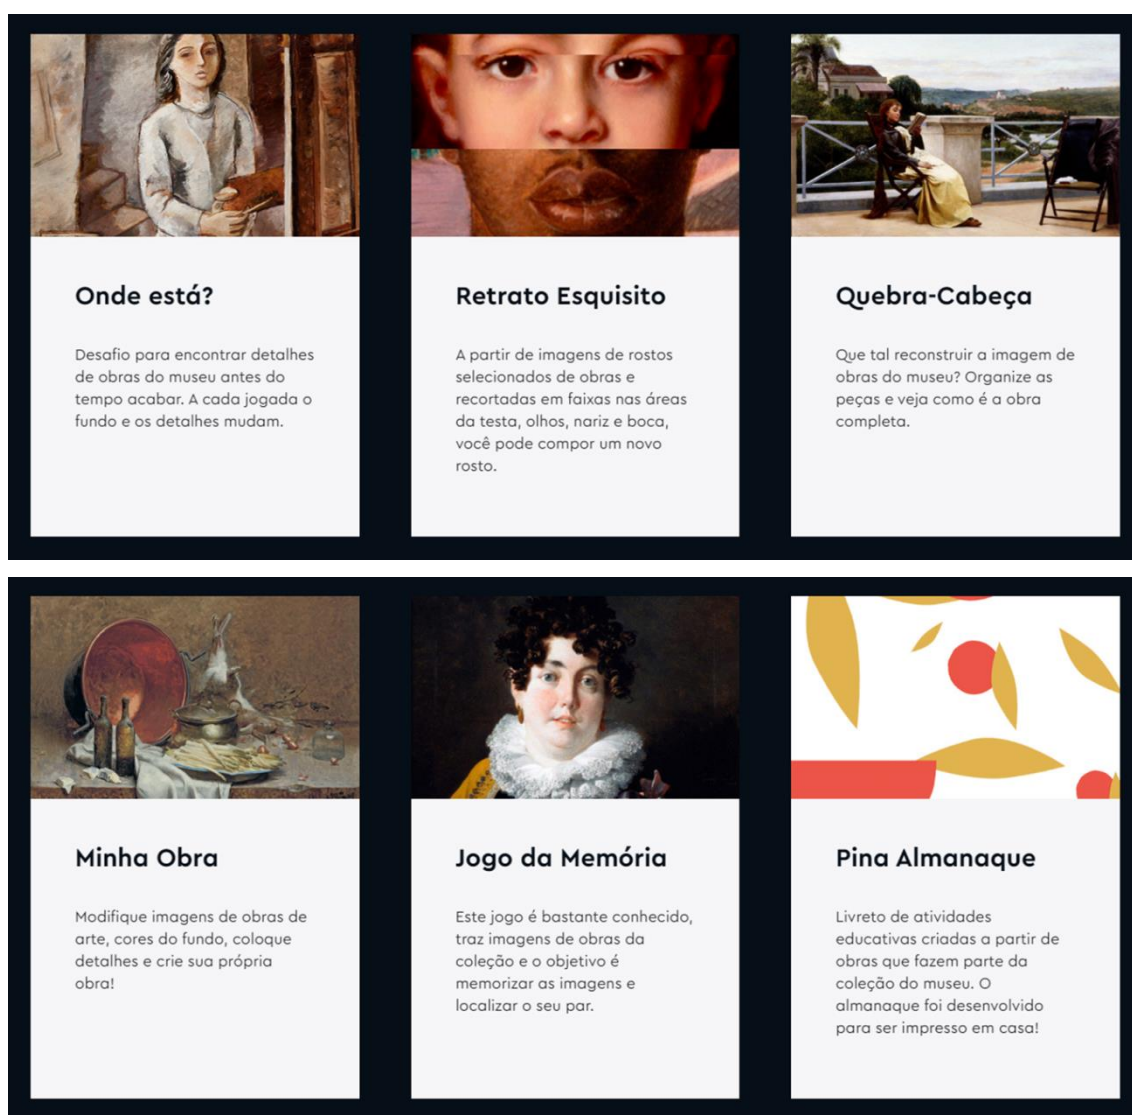 Onde está?
Desafio para encontrar detalhes
de obras do museu antes do
tempo acabar. A cada jogada o
fundo e os detalhes mudam.
Retrato Esquisito
A partir de imagens de rostos
selecionados de obras e
recortadas em faixas nas áreas
da testa, olhos, nariz e boca,
você pode compor um novo
rosto.
Quebra-Cabeça
Que tal reconstruir a imagem de
obras do museu? Organize as
peças e veja como é a obra
completa.
Minha Obra
Modifique imagens de obras de
arte, cores do fundo, coloque
detalhes e crie sua própria
obra!
Jogo da Memória
Este jogo é bastante conhecido,
traz imagens de obras da
coleção e o objetivo é
memorizar as imagens e
localizar o seu par.
Pina Almanaque
Livreto de atividades
educativas criadas a partir de
obras que fazem parte da
coleção do museu. O
almanaque foi desenvolvido
para ser impresso em casa!